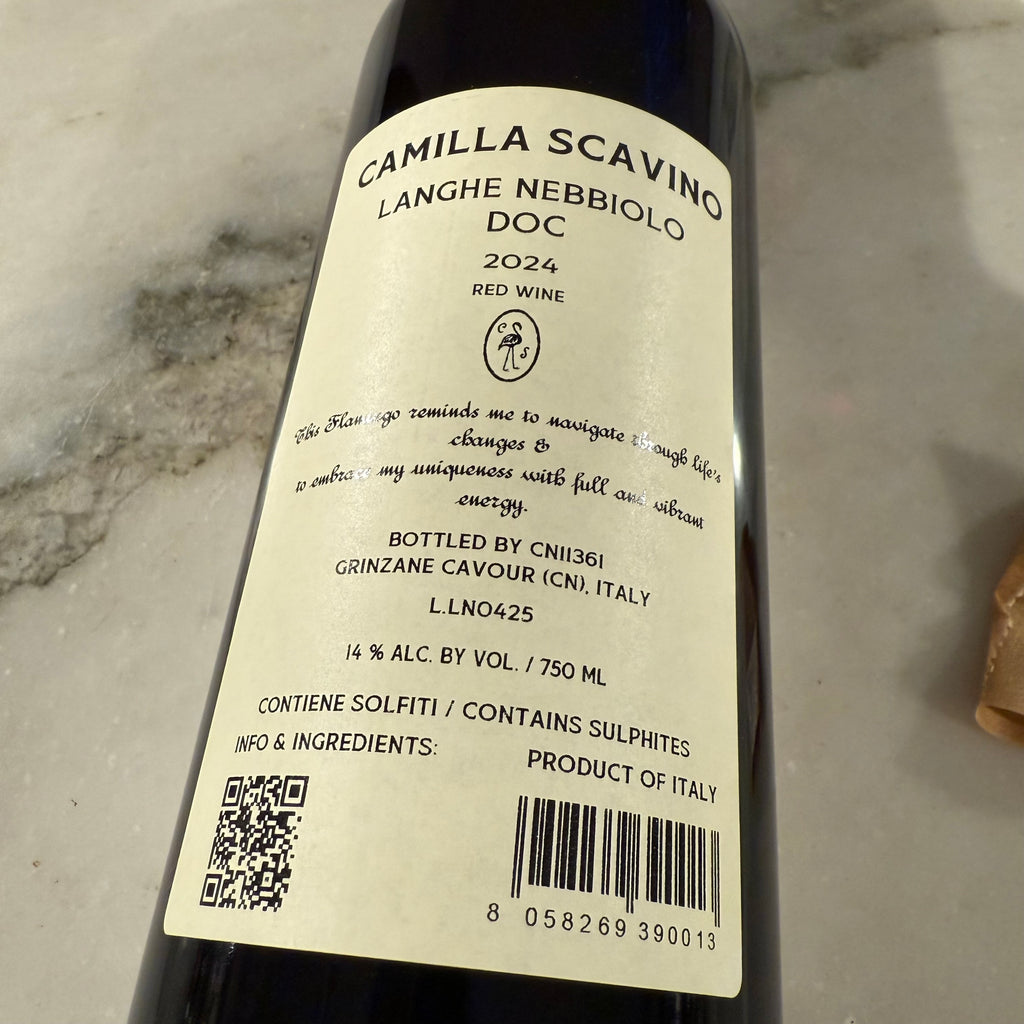 CAMILLA SCAVINO
LANGHE NEBBIOLO
DOC
2024
RED WINE
C S
This Flamingo reminds me to navigate through life's
changes &
to embrace my uniqueness with full and vibrant
energy.
BOTTLED BY CN11361
GRINZANE CAVOUR (CN), ITALY
L.LN0425
14 % ALC. BY VOL. / 750 ML
CONTIENE SOLFITI / CONTAINS SULPHITES
INFO & INGREDIENTS:
PRODUCT OF ITALY
8 058269 390013